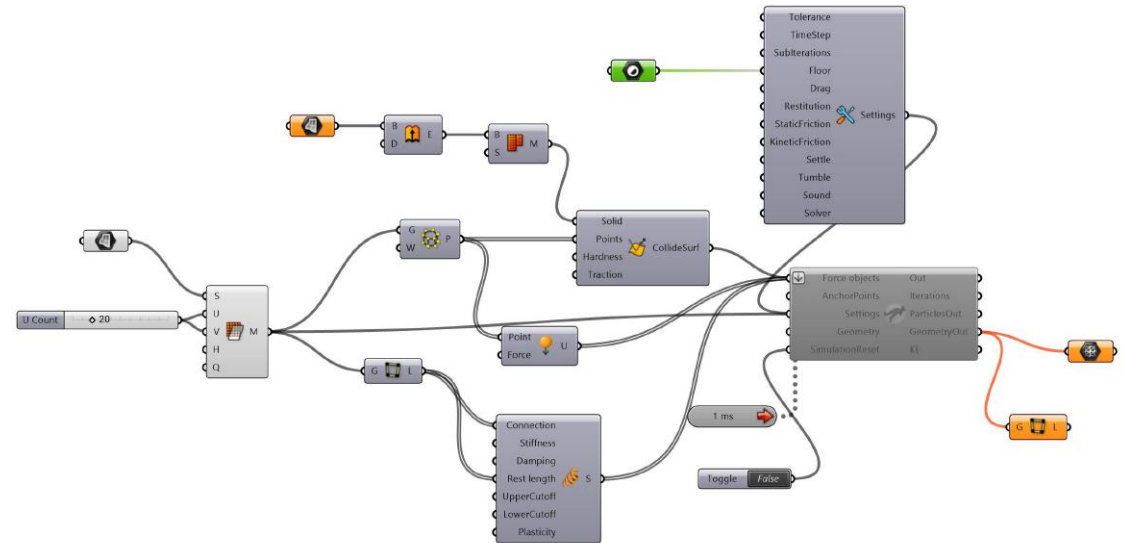 Tolerance
TimeStep
SubIterations
Floor
Drag
Restitution
StaticFriction
KineticFriction
Settle
Tumble
Sound
Solver
Settings
B
D
E
B
S
M
G
W
P
Solid
Points
Hardness
Traction
CollideSurf
S
U
V
H
Q
M
U Count
20
Point
Force
U
G
L
Connection
Stiffness
Damping
Rest length
UpperCutoff
LowerCutoff
Plasticity
S
Force objects
AnchorPoints
Settings
Geometry
SimulationReset
Out
Iterations
ParticlesOut
GeometryOut
KE
1 ms
Toggle
False
G
L